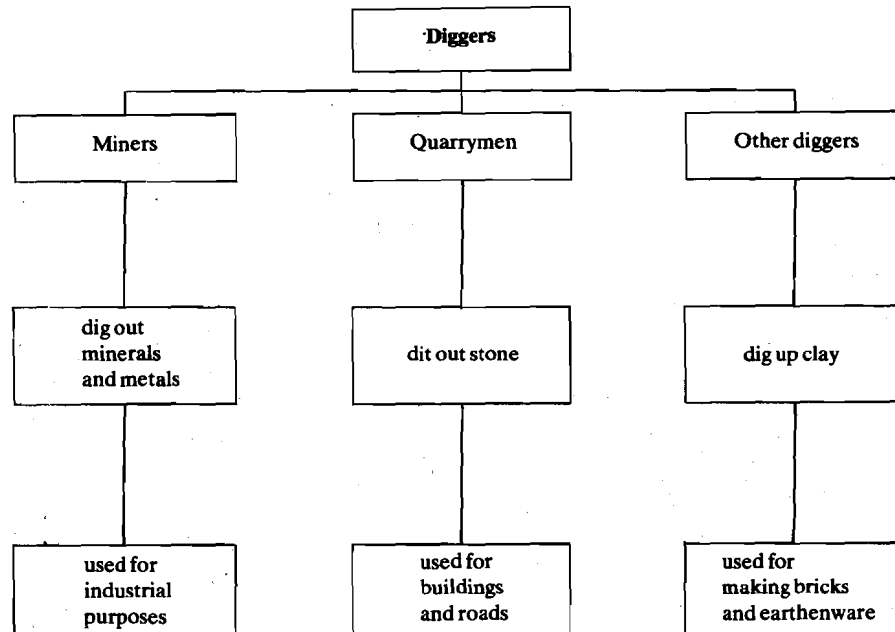 Diggers
Miners
Quarrymen
Other diggers
dig out
minerals
and metals
dit out stone
dig up clay
used for
industrial
purposes
used for
buildings
and roads
used for
making bricks
and earthenware